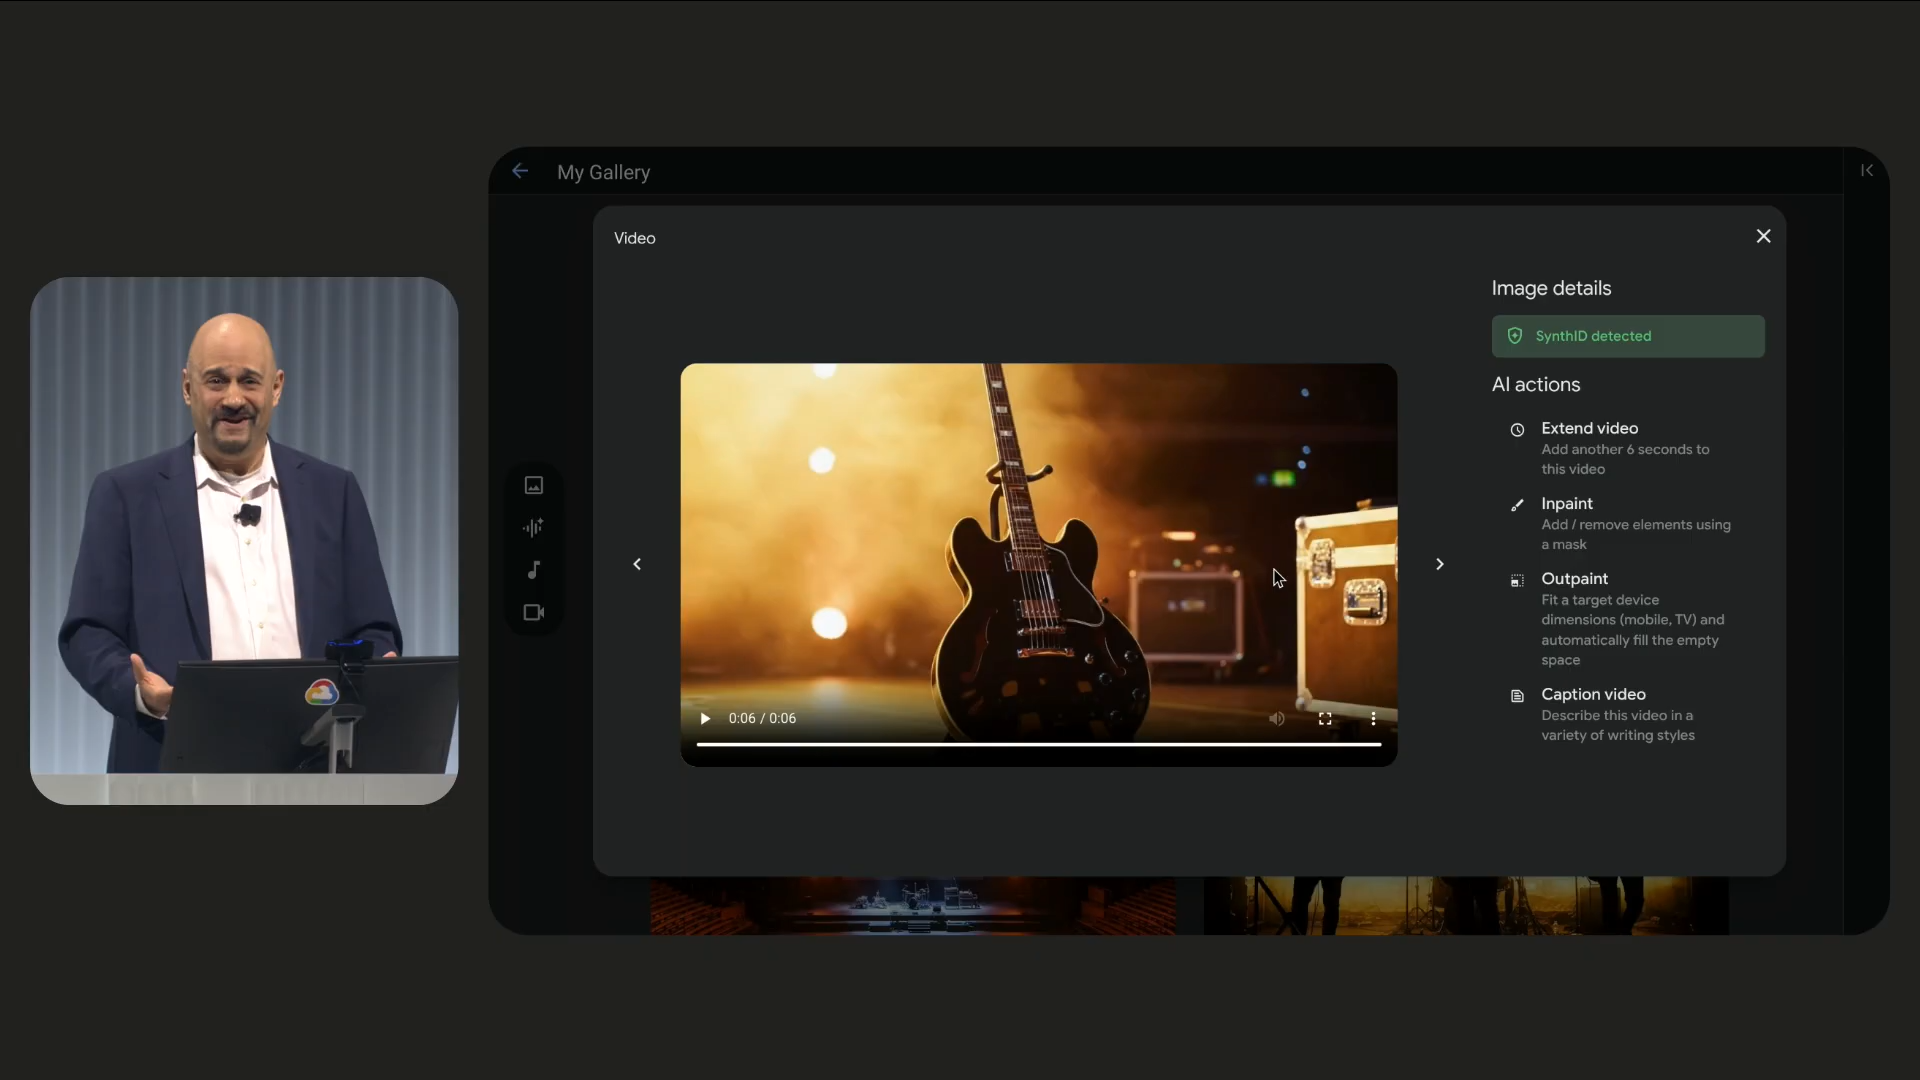 My Gallery
Video
Image details
SynthID detected
AI actions
Extend video
Add another 6 seconds to
this video
Inpaint
Add / remove elements using
a mask
Outpaint
Fit a target device
dimensions (mobile, TV) and
automatically fill the empty
space
Caption video
Describe this video in a
variety of writing styles
0:06 / 0:06